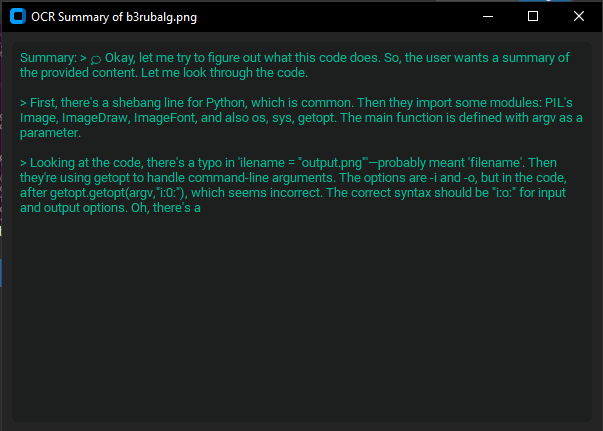 OCR Summary of b3rubalg.png
Summary: > 💭 Okay, let me try to figure out what this code does. So, the user wants a summary
of the provided content. Let me look through the code.
> First, there's a shebang line for Python, which is common. Then they import some modules: PIL's
Image, ImageDraw, ImageFont, and also os, sys, getopt. The main function is defined with argv as a
parameter.
> Looking at the code, there's a typo in 'ilename = "output.png"'—probably meant 'filename'. Then
they're using getopt to handle command-line arguments. The options are -i and -o, but in the code,
after getopt.getopt(argv,"i:0:"), which seems incorrect. The correct syntax should be "i:o:" for input
and output options. Oh, there's a